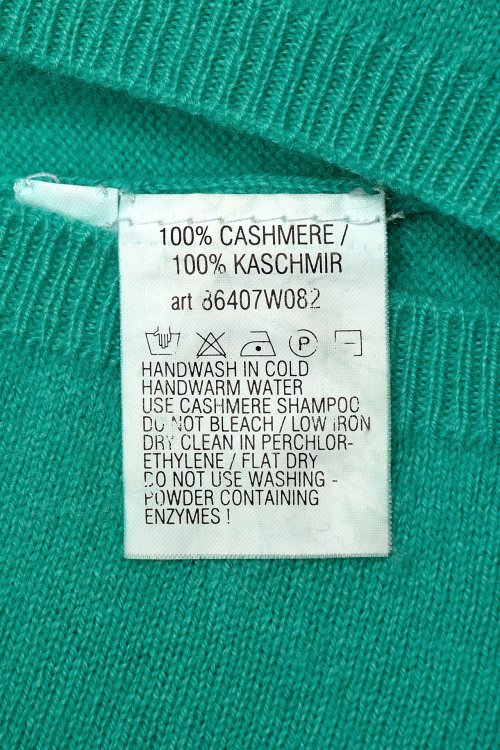 100% CASHMERE /
100% KASCHMIR
art 86407W082
P
HANDWASH IN COLD
HANDWARM WATER
USE CASHMERE SHAMPOO
DO NOT BLEACH / LOW IRON
DRY CLEAN IN PERCHLOR-
ETHYLENE / FLAT DRY
DO NOT USE WASHING -
POWDER CONTAINING
ENZYMES !